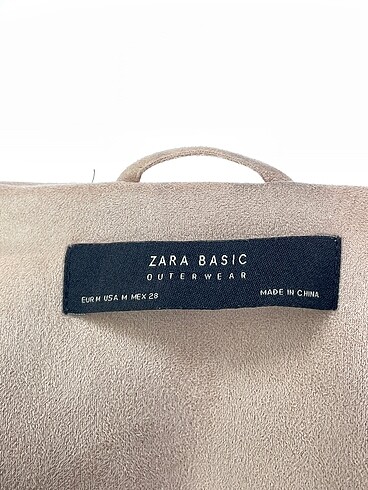 ZARA BASIC
OUTERWEAR
EUR M USA M MEX 28 MADE IN CHINA